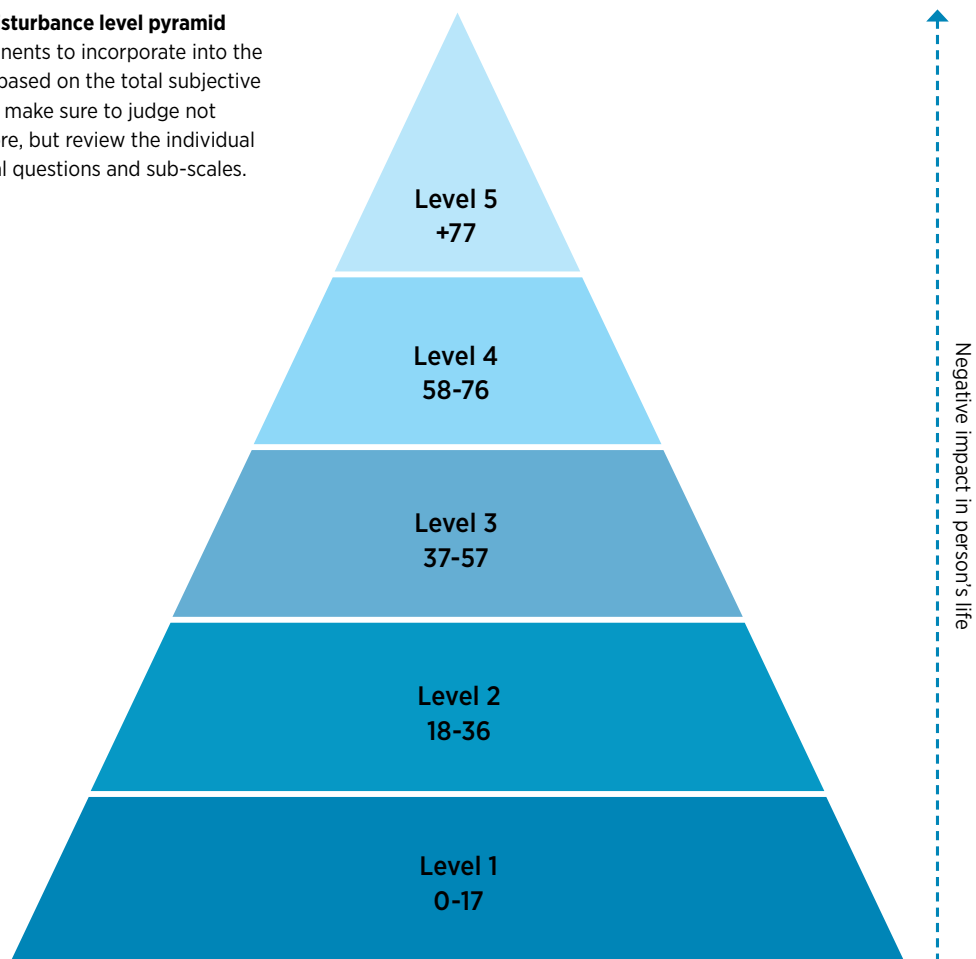 sturbance level pyramid
nents to incorporate into the
based on the total subjective
make sure to judge not
re, but review the individual
l questions and sub-scales.
Level 5
+77
Level 4
58-76
Level 3
37-57
Level 2
18-36
Level 1
0-17
Negative impact in person’s life